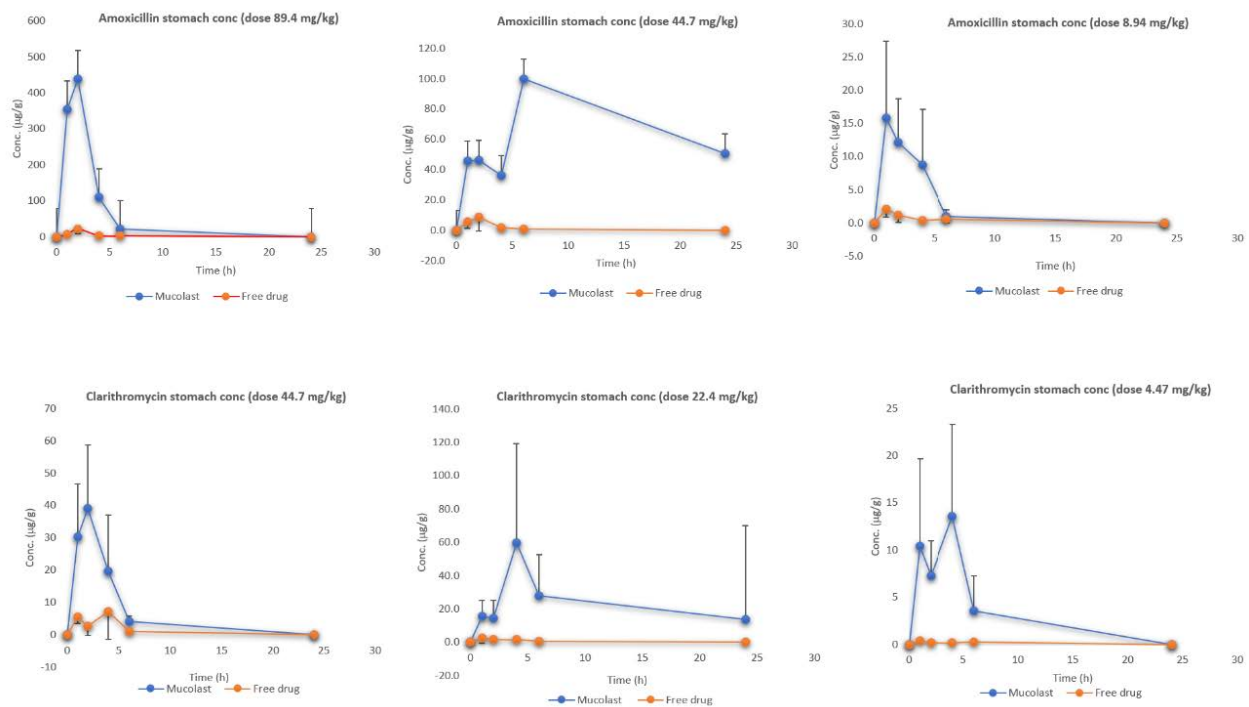 Amoxicillin stomach conc (dose 89.4 mg/kg)
600
500
400
300
200
100
0
Conc. (µg/g)
0 5 10 15 20 25 30
Time (h)
Mucolast Free drug
Amoxicillin stomach conc (dose 44.7 mg/kg)
120.0
100.0
80.0
60.0
40.0
20.0
0.0
-20.0
Conc. (µg/g)
0 5 10 15 20 25 30
Time (h)
Mucolast Free drug
Amoxicillin stomach conc (dose 8.94 mg/kg)
30.0
25.0
20.0
15.0
10.0
5.0
0.0
-5.0
Conc. (µg/g)
0 5 10 15 20 25 30
Time (h)
Mucolast Free drug
Clarithromycin stomach conc (dose 44.7 mg/kg)
70
60
50
40
30
20
10
0
-10
Conc. (µg/g)
0 5 10 15 20 25 30
Time (h)
Mucolast Free drug
Clarithromycin stomach conc (dose 22.4 mg/kg)
140.0
120.0
100.0
80.0
60.0
40.0
20.0
0.0
-20.0
Conc. (µg/g)
0 5 10 15 20 25 30
Time (h)
Mucolast Free drug
Clarithromycin stomach conc (dose 4.47 mg/kg)
25
20
15
10
5
0
Conc. (µg/g)
0 5 10 15 20 25 30
Time (h)
Mucolast Free drug